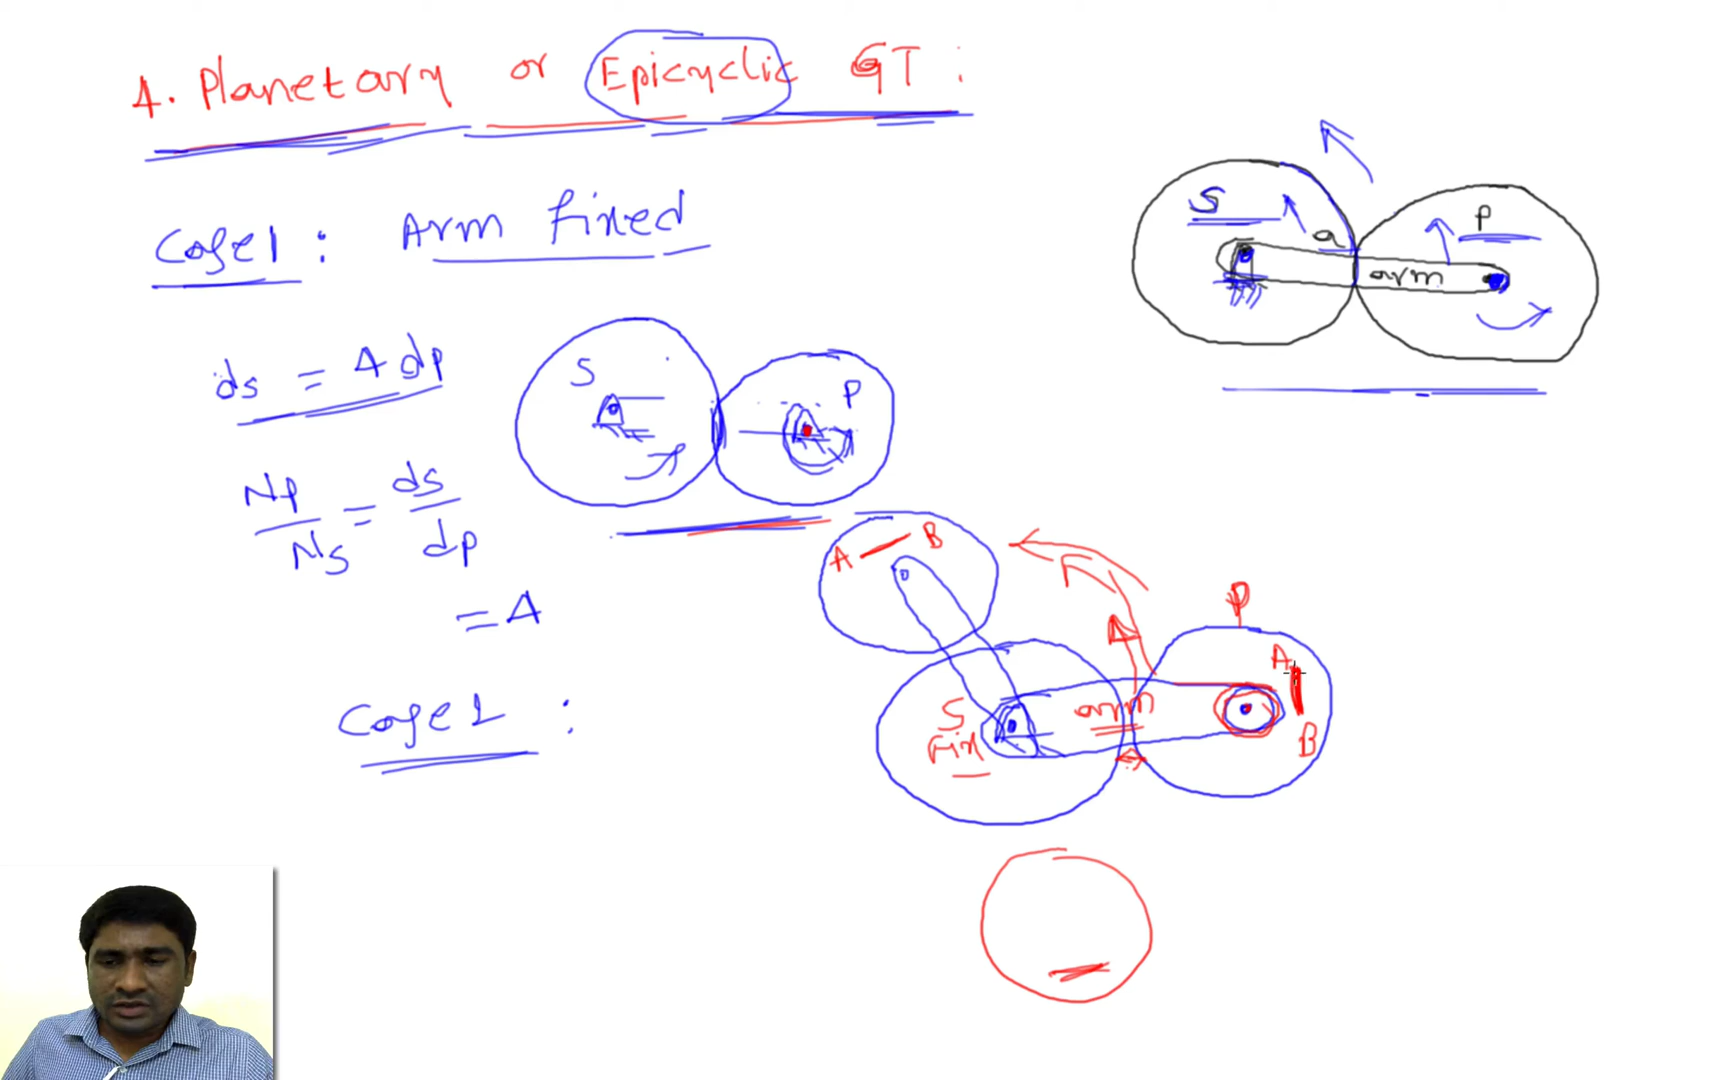 4. Planetary or Epicyclic GT :
Case 1 : Arm fixed
ds = 4 dp
Np/Ns = ds/dp
= 4
Case 2 :
S
P
S
a
arm
P
A
B
S
Fix
arm
P
A
B